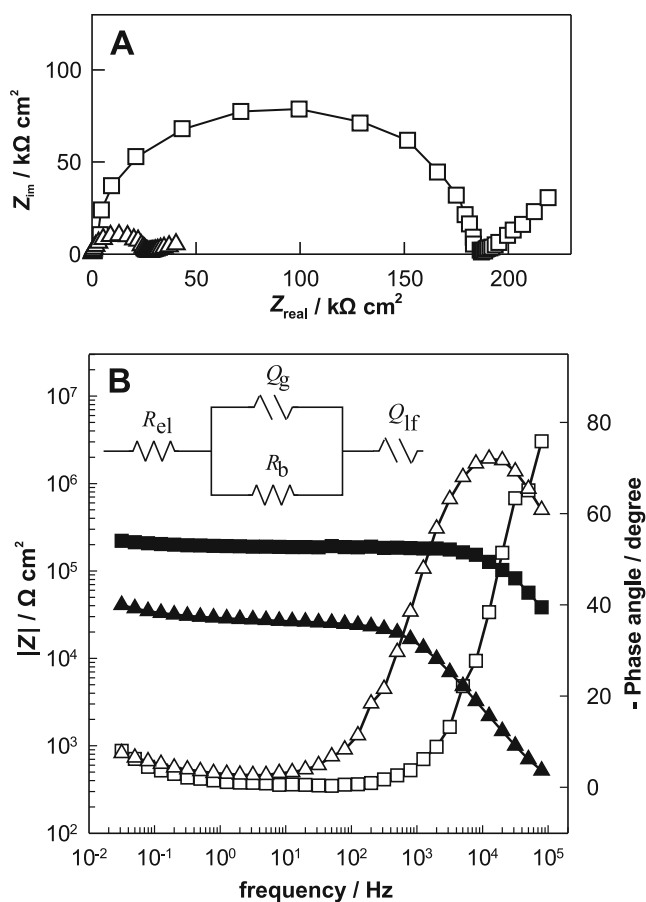 A
100
50
0
Z_im / kΩ cm²
0 50 100 150 200
Z_real / kΩ cm²
B
Q_g
R_el
Q_lf
R_b
10⁷
10⁶
10⁵
10⁴
10³
10²
|Z| / Ω cm²
80
60
40
20
0
- Phase angle / degree
10⁻² 10⁻¹ 10⁰ 10¹ 10² 10³ 10⁴ 10⁵
frequency / Hz